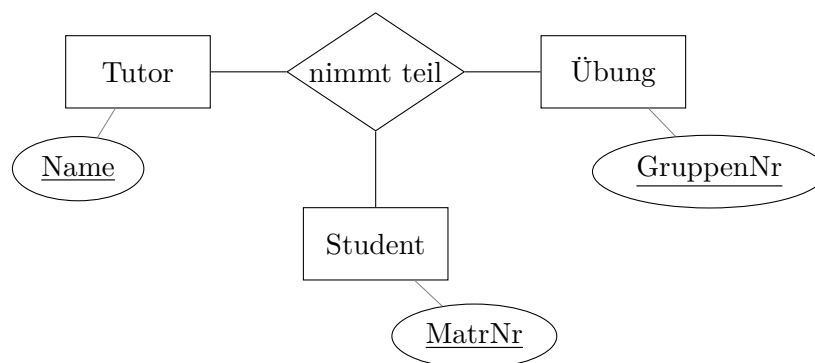 Tutor
nimmt teil
Übung
Name
GruppenNr
Student
MatrNr